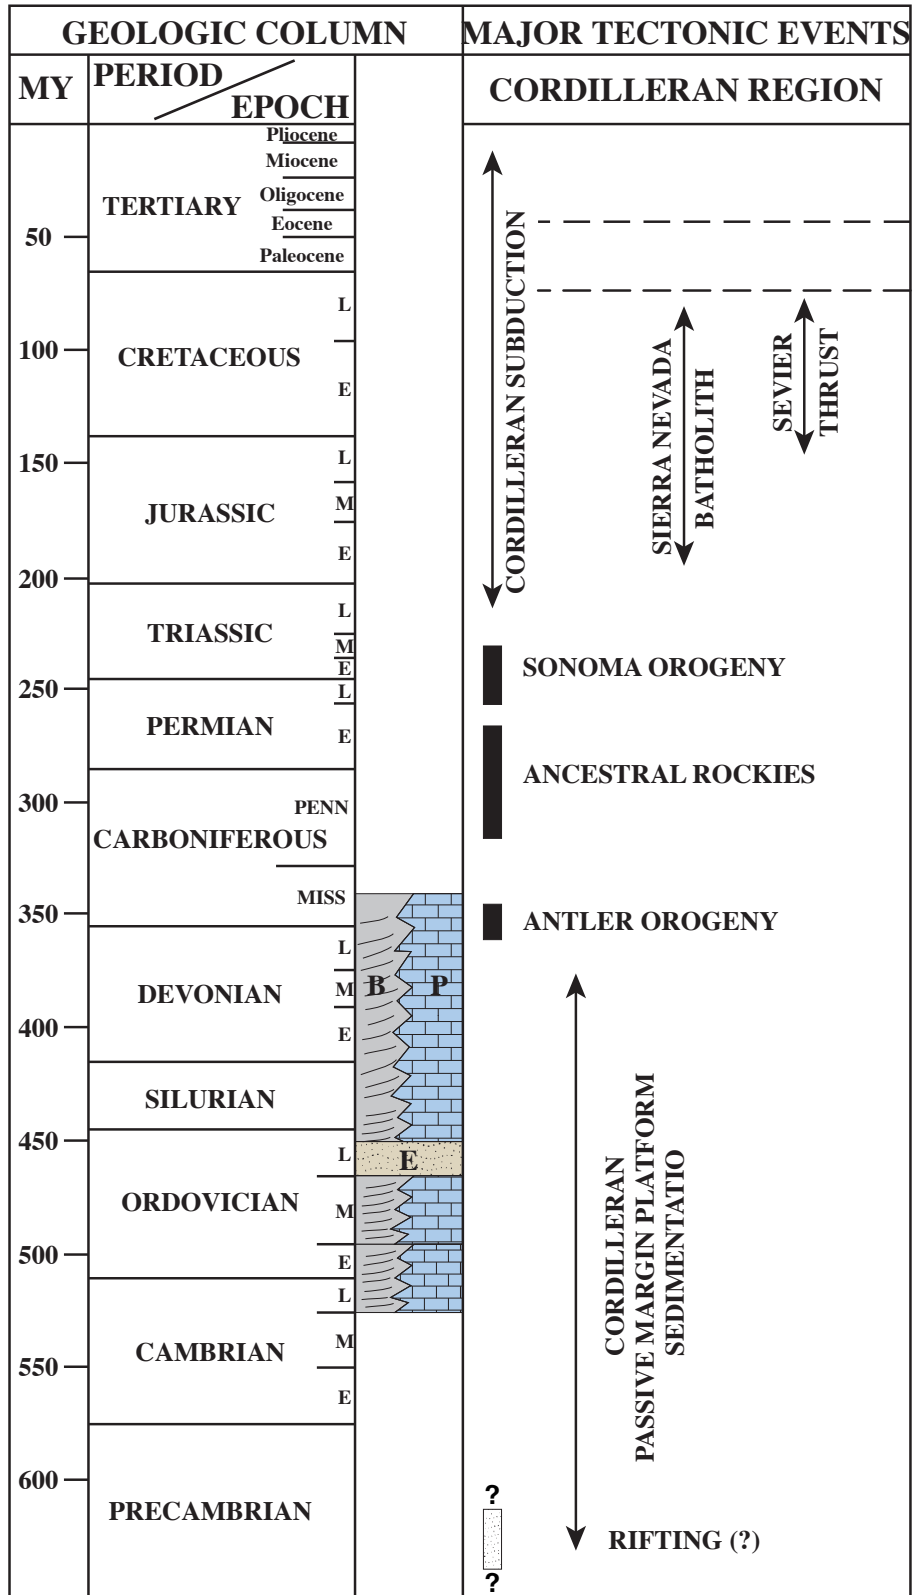 GEOLOGIC COLUMN
MAJOR TECTONIC EVENTS
MY
PERIOD
EPOCH
CORDILLERAN REGION
Pliocene
Miocene
Oligocene
Eocene
Paleocene
TERTIARY
50
L
E
CRETACEOUS
100
L
M
E
JURASSIC
150
200
L
M
E
TRIASSIC
250
L
E
PERMIAN
300
PENN
CARBONIFEROUS
MISS
350
L
M
E
DEVONIAN
400
SILURIAN
450
L
M
E
ORDOVICIAN
500
L
M
E
CAMBRIAN
550
600
PRECAMBRIAN
B
P
E
CORDILLERAN SUBDUCTION
SIERRA NEVADA
BATHOLITH
SEVIER
THRUST
SONOMA OROGENY
ANCESTRAL ROCKIES
ANTLER OROGENY
CORDILLERAN
PASSIVE MARGIN PLATFORM
SEDIMENTATIO
?
RIFTING (?)
?